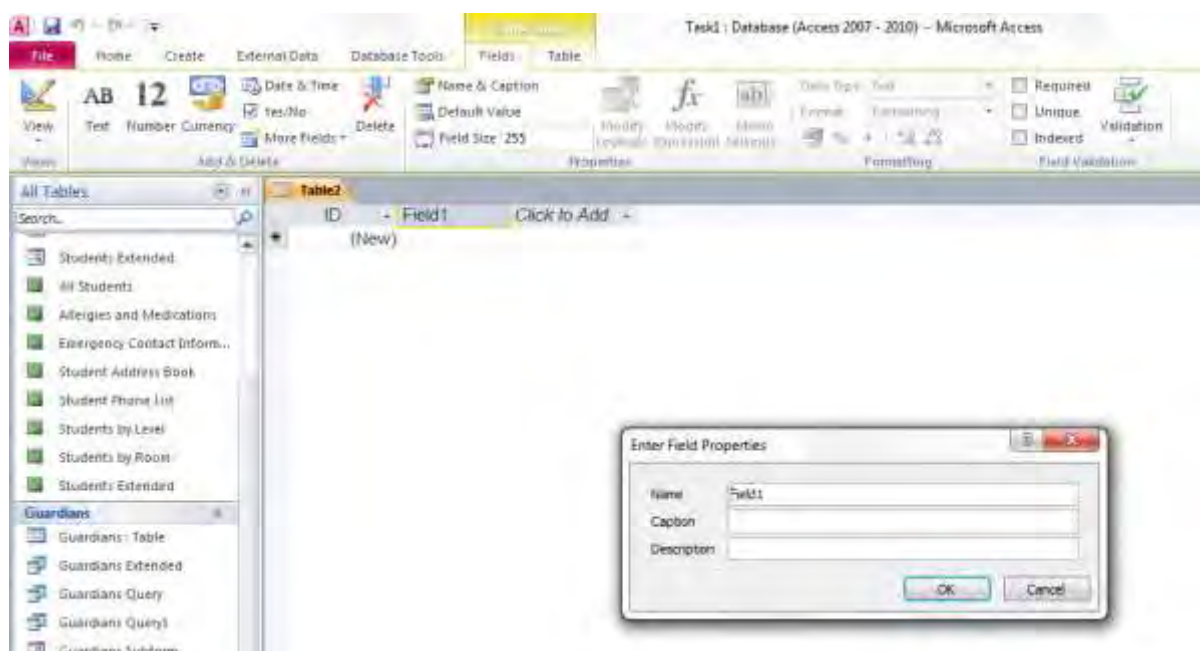 Task1 : Database (Access 2007 - 2010) - Microsoft Access
File Home Create External Data Database Tools Fields Table
AB 12 Date & Time Name & Caption Required
Yes/No Default Value Unique
View Text Number Currency More Fields Delete Field Size 255 Modify Modify Indexed Validation
Views Add & Delete Properties Formatting Field Validation
All Tables Table2
Search.. ID Field1 Click to Add
(New)
Students Extended
All Students
Allergies and Medications
Emergency Contact Inform...
Student Address Book
Student Phone List
Students by Level
Students by Room
Students Extended
Guardians
Guardians : Table
Guardians Extended
Guardians Query
Guardians Query1
Guardians Subform
Enter Field Properties
Name Field1
Caption
Description
OK Cancel